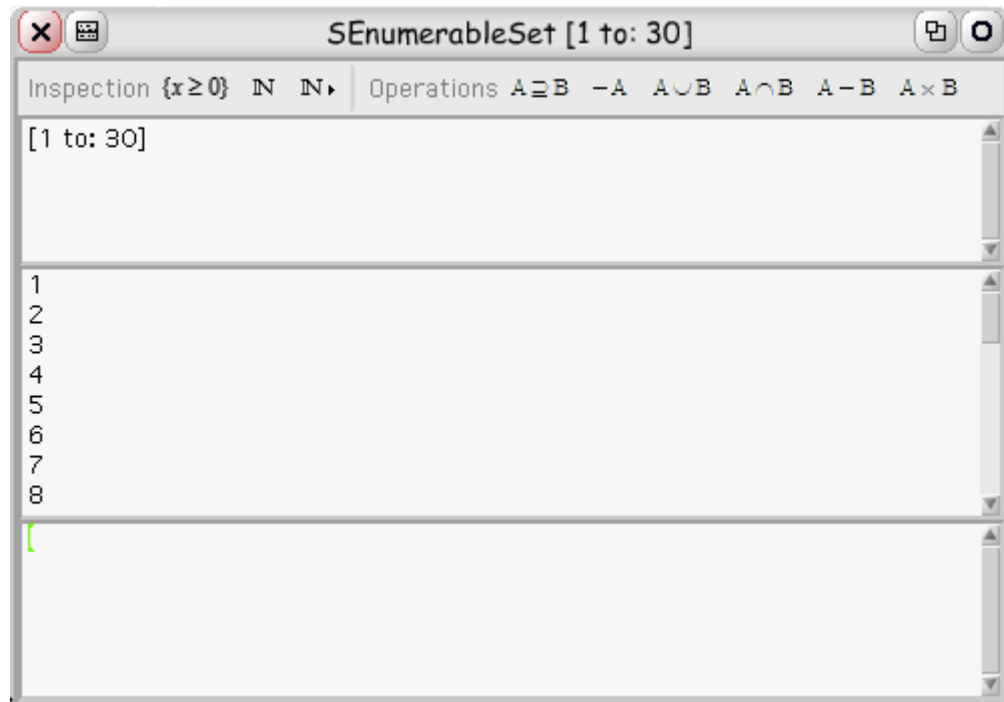 SEnumerableSet [1 to: 30]
Inspection {x ≥ 0} ℕ ℕ▸ Operations A⊇B −A A∪B A∩B A−B A×B
[1 to: 30]
1
2
3
4
5
6
7
8